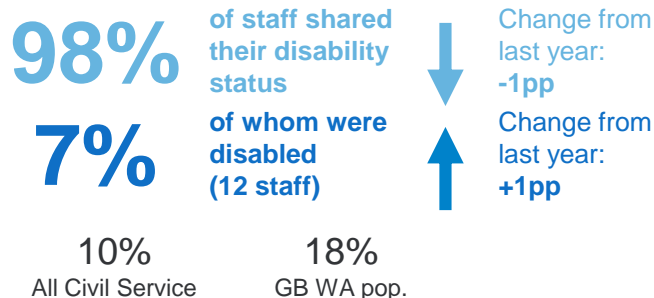 98%
of staff shared
their disability
status
Change from
last year:
-1pp
7%
of whom were
disabled
(12 staff)
Change from
last year:
+1pp
10%
All Civil Service
18%
GB WA pop.